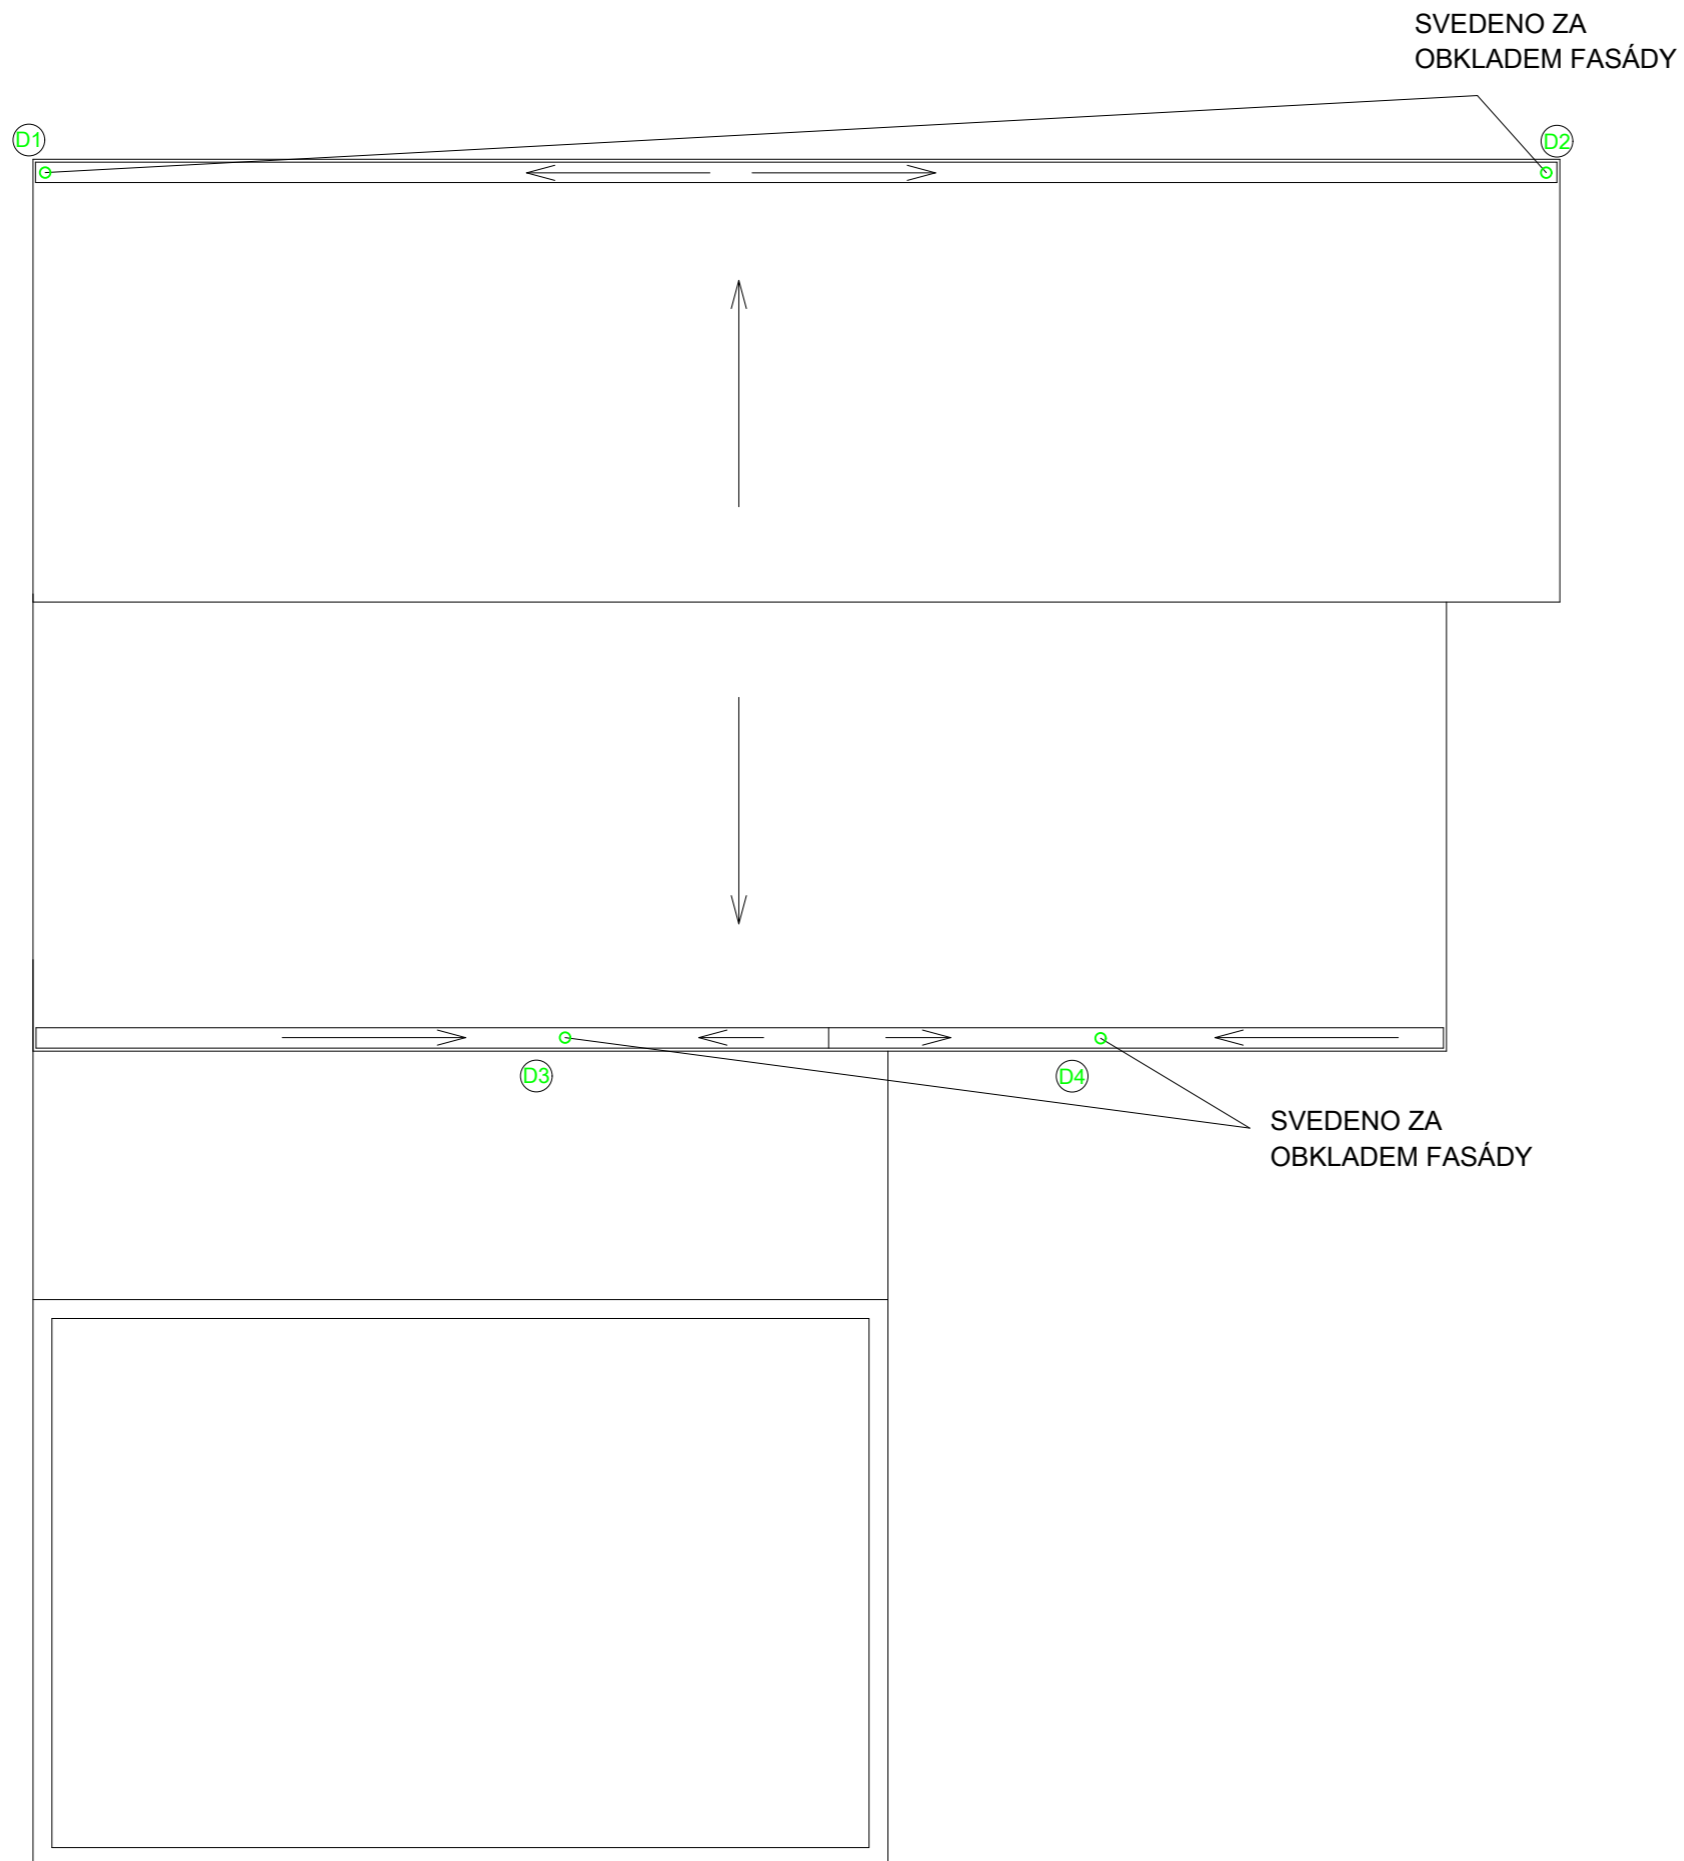 SVEDENO ZA
OBKLADEM FASÁDY
D1
D2
D3
D4
SVEDENO ZA
OBKLADEM FASÁDY